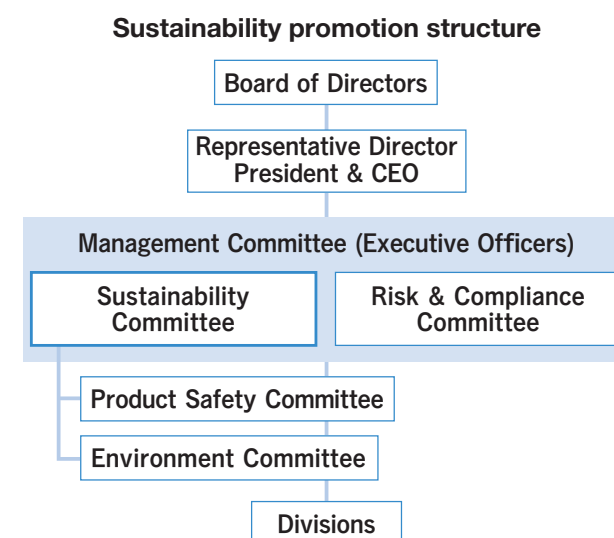 Sustainability promotion structure
Board of Directors
Representative Director
President & CEO
Management Committee (Executive Officers)
Sustainability
Committee
Risk & Compliance
Committee
Product Safety Committee
Environment Committee
Divisions